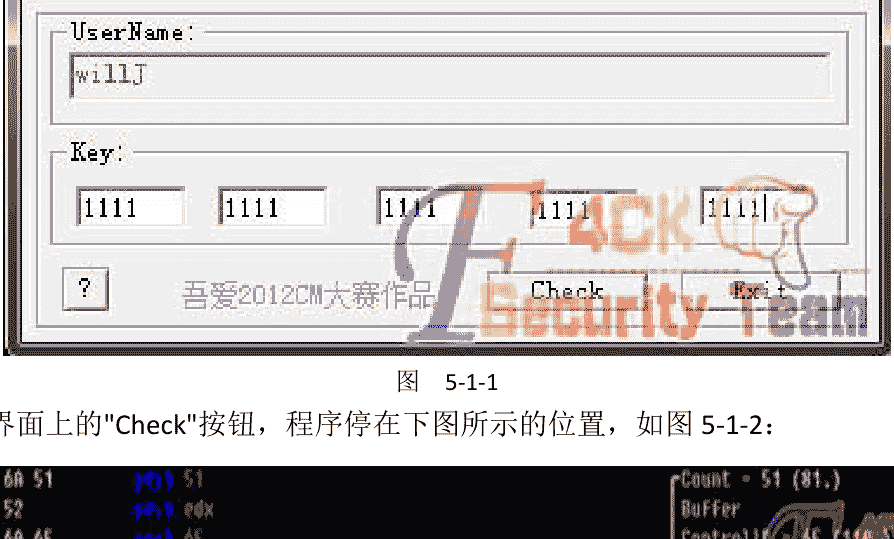 UserName:
willJ
Key:
1111 1111 1111 1111 1111
F4CK
? 吾爱2012CM大赛作品 Check Exit
Security Team
图 5-1-1
界面上的"Check"按钮，程序停在下图所示的位置，如图 5-1-2：
6A 51 51 Count = 51 (81.)
52 edx Buffer